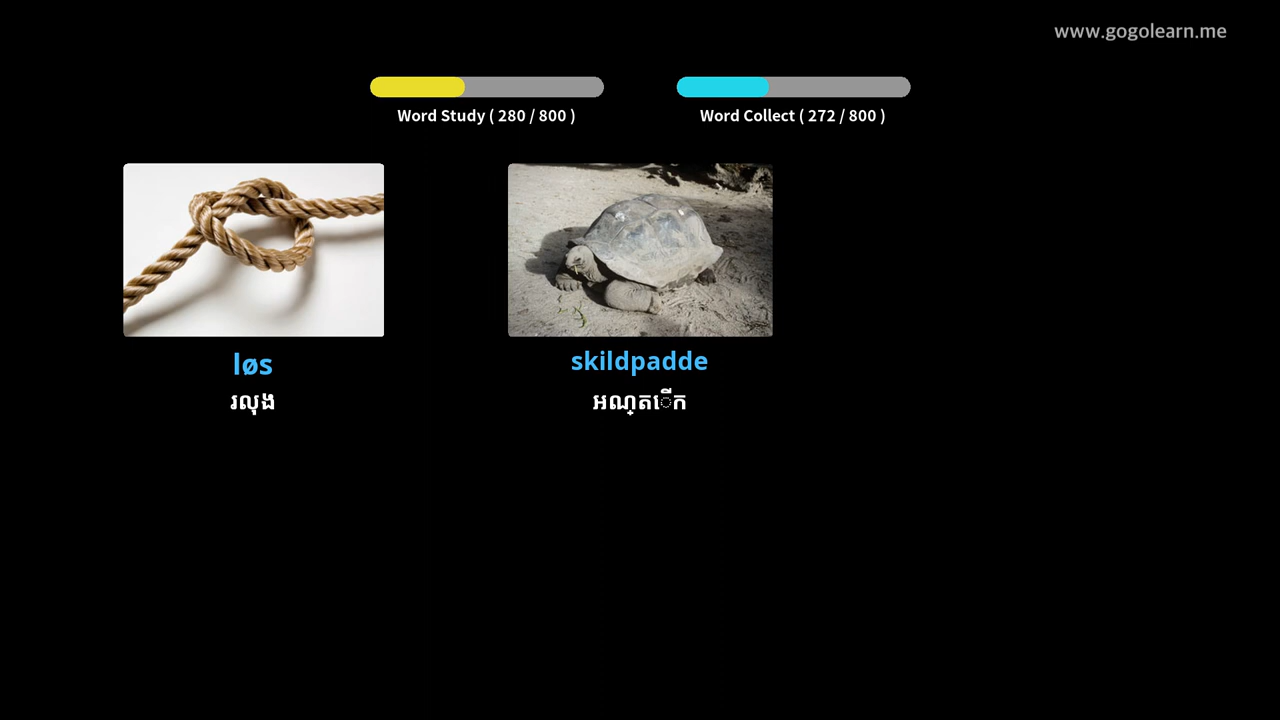 www.gogolearn.me
Word Study ( 280 / 800 )
Word Collect ( 272 / 800 )
løs
skildpadde
រលុង
អណ្តើក